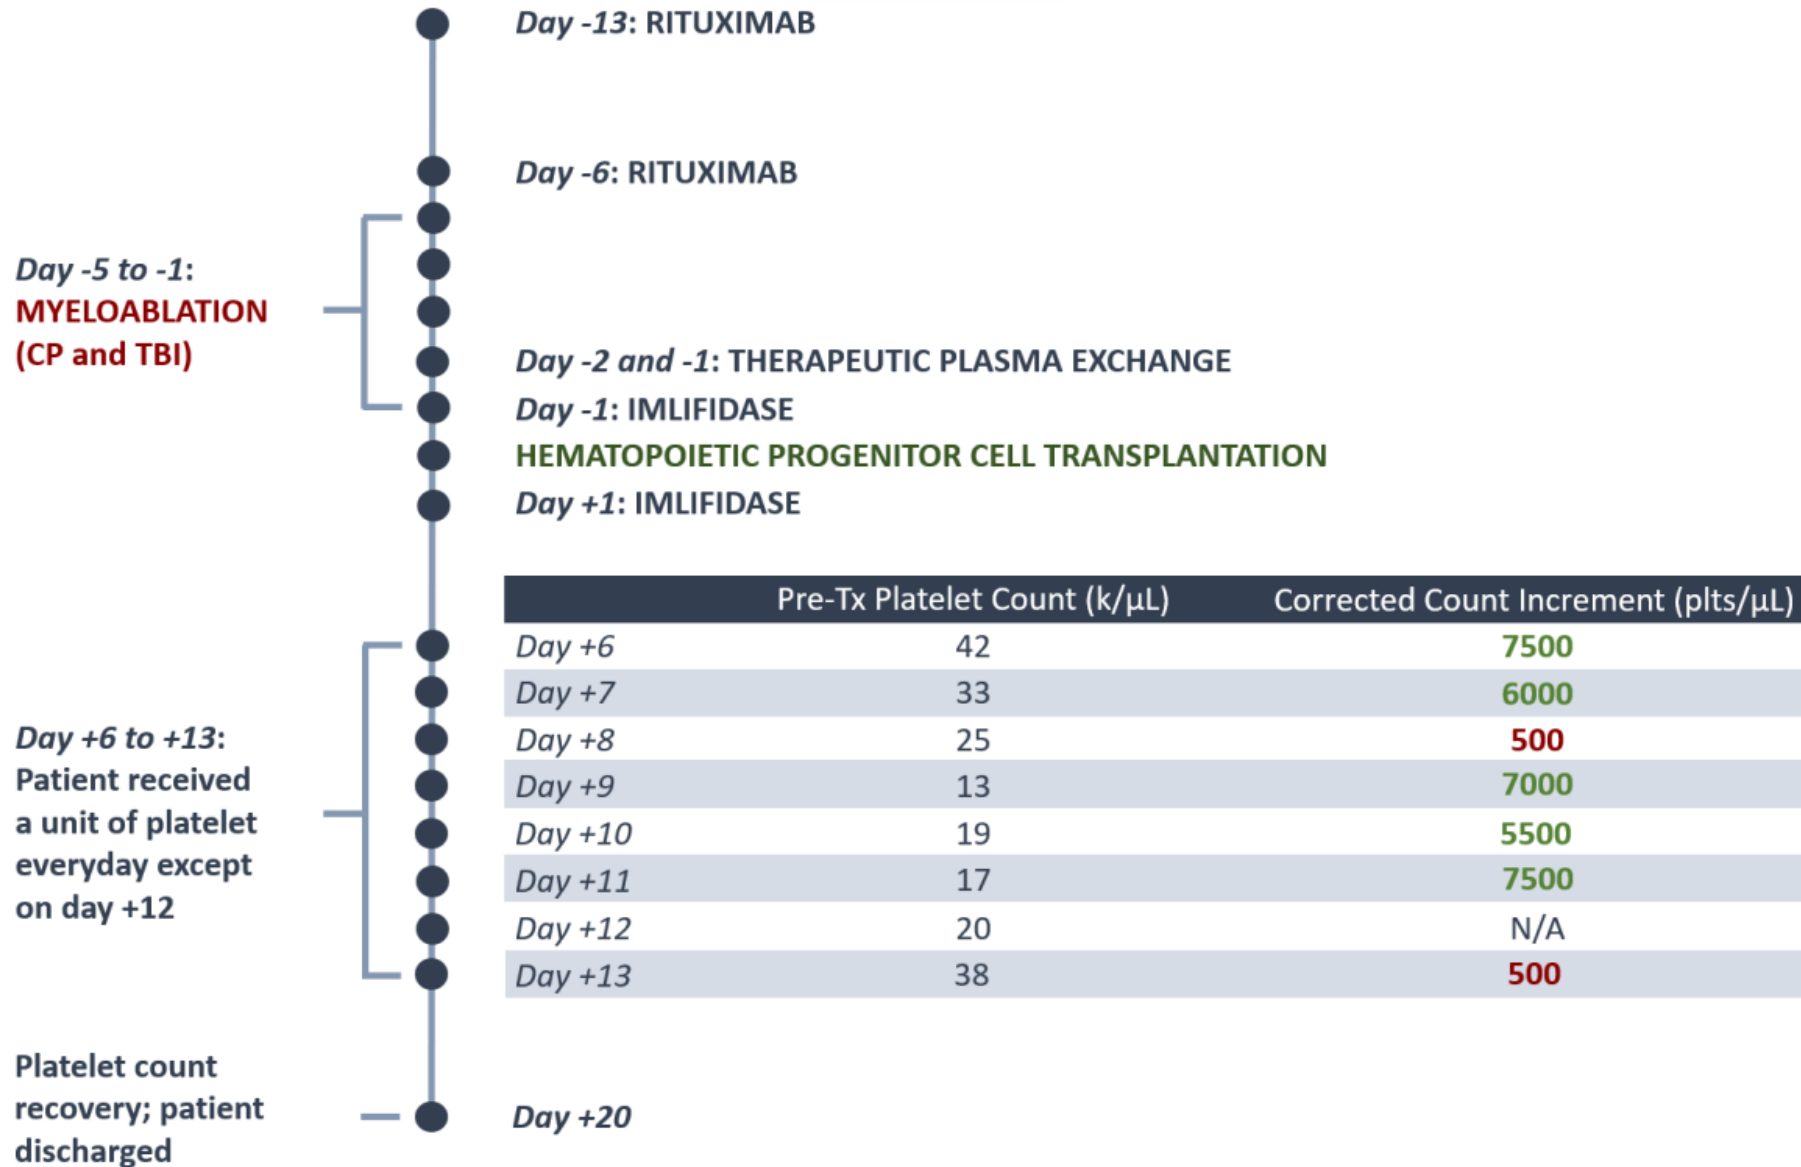 Day -13: RITUXIMAB
Day -6: RITUXIMAB
Day -5 to -1:
MYELOABLATION
(CP and TBI)
Day -2 and -1: THERAPEUTIC PLASMA EXCHANGE
Day -1: IMLIFIDASE
HEMATOPOIETIC PROGENITOR CELL TRANSPLANTATION
Day +1: IMLIFIDASE
Pre-Tx Platelet Count (k/µL) Corrected Count Increment (plts/µL)
Day +6 42 7500
Day +7 33 6000
Day +8 25 500
Day +9 13 7000
Day +10 19 5500
Day +11 17 7500
Day +12 20 N/A
Day +13 38 500
Day +6 to +13:
Patient received
a unit of platelet
everyday except
on day +12
Platelet count
recovery; patient
discharged
Day +20